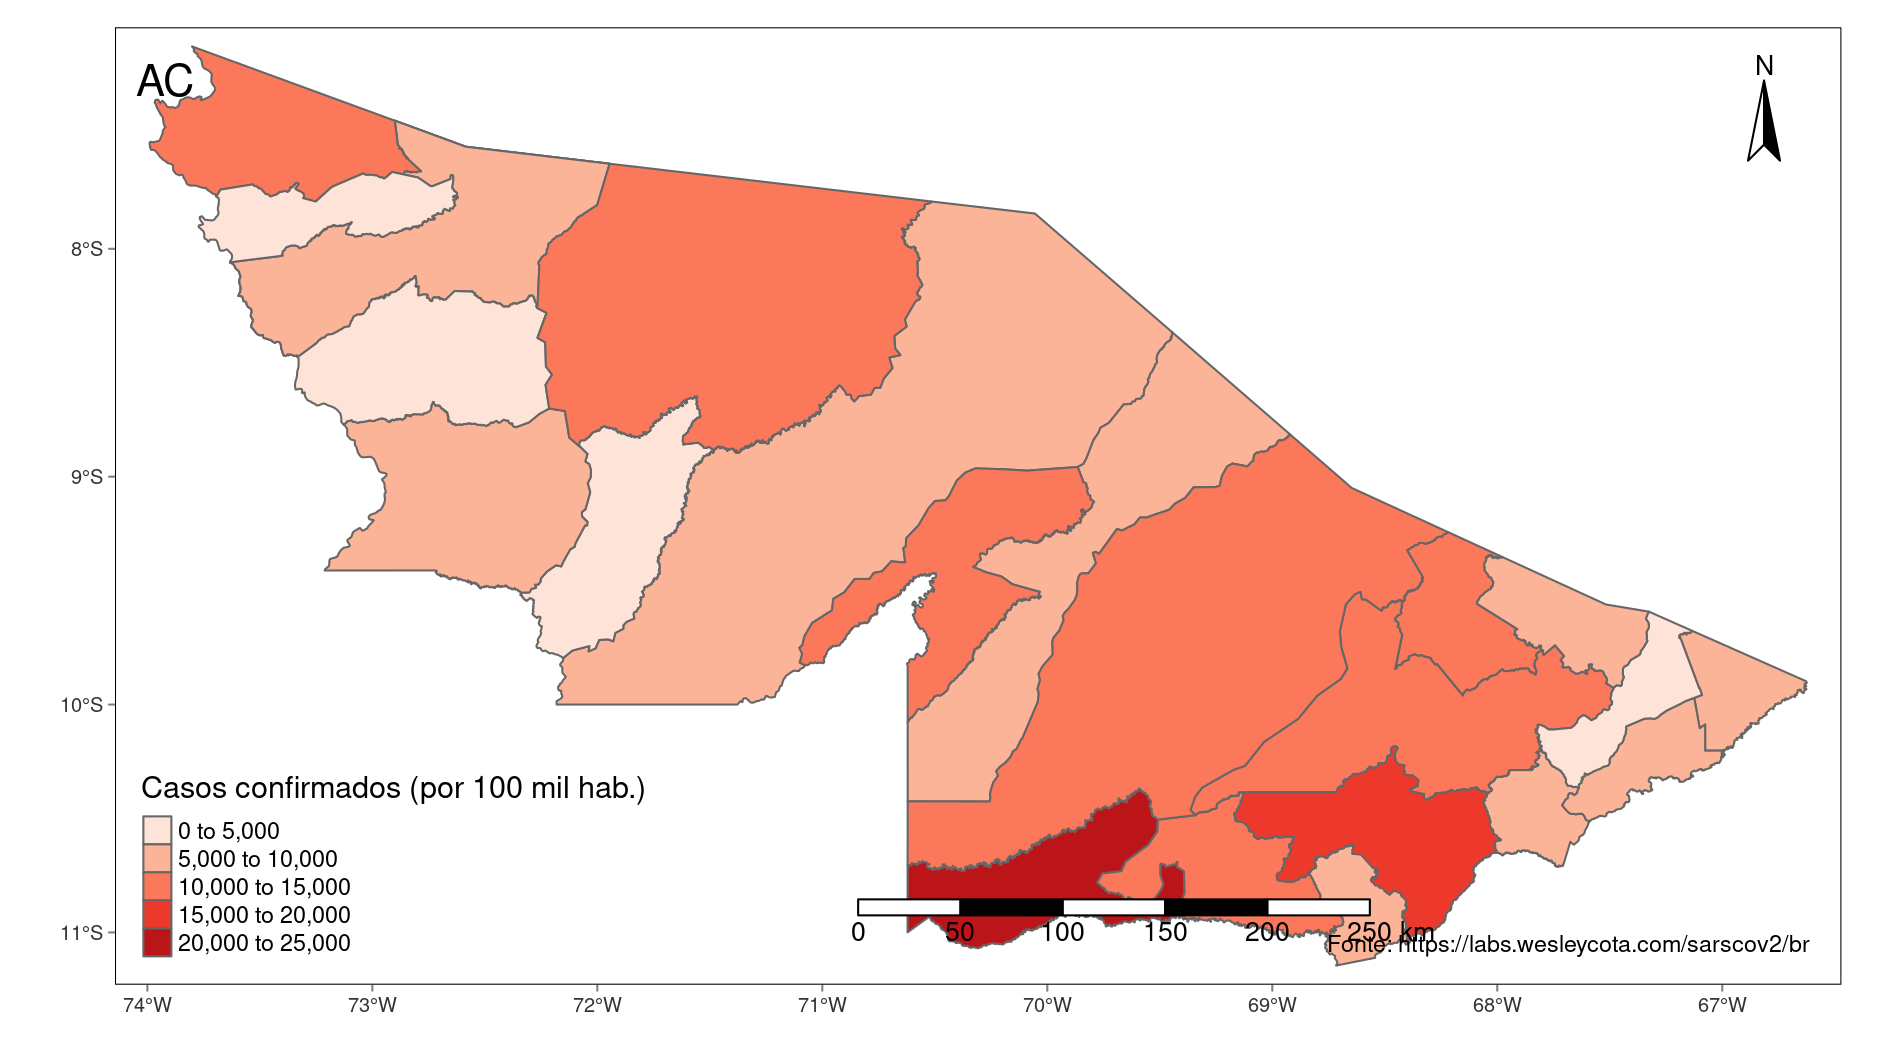 AC
N
8°S
9°S
10°S
11°S
Casos confirmados (por 100 mil hab.)
0 to 5,000
5,000 to 10,000
10,000 to 15,000
15,000 to 20,000
20,000 to 25,000
0 50 100 150 200 250 km
Fonte: https://labs.wesleycota.com/sarscov2/br
74°W 73°W 72°W 71°W 70°W 69°W 68°W 67°W